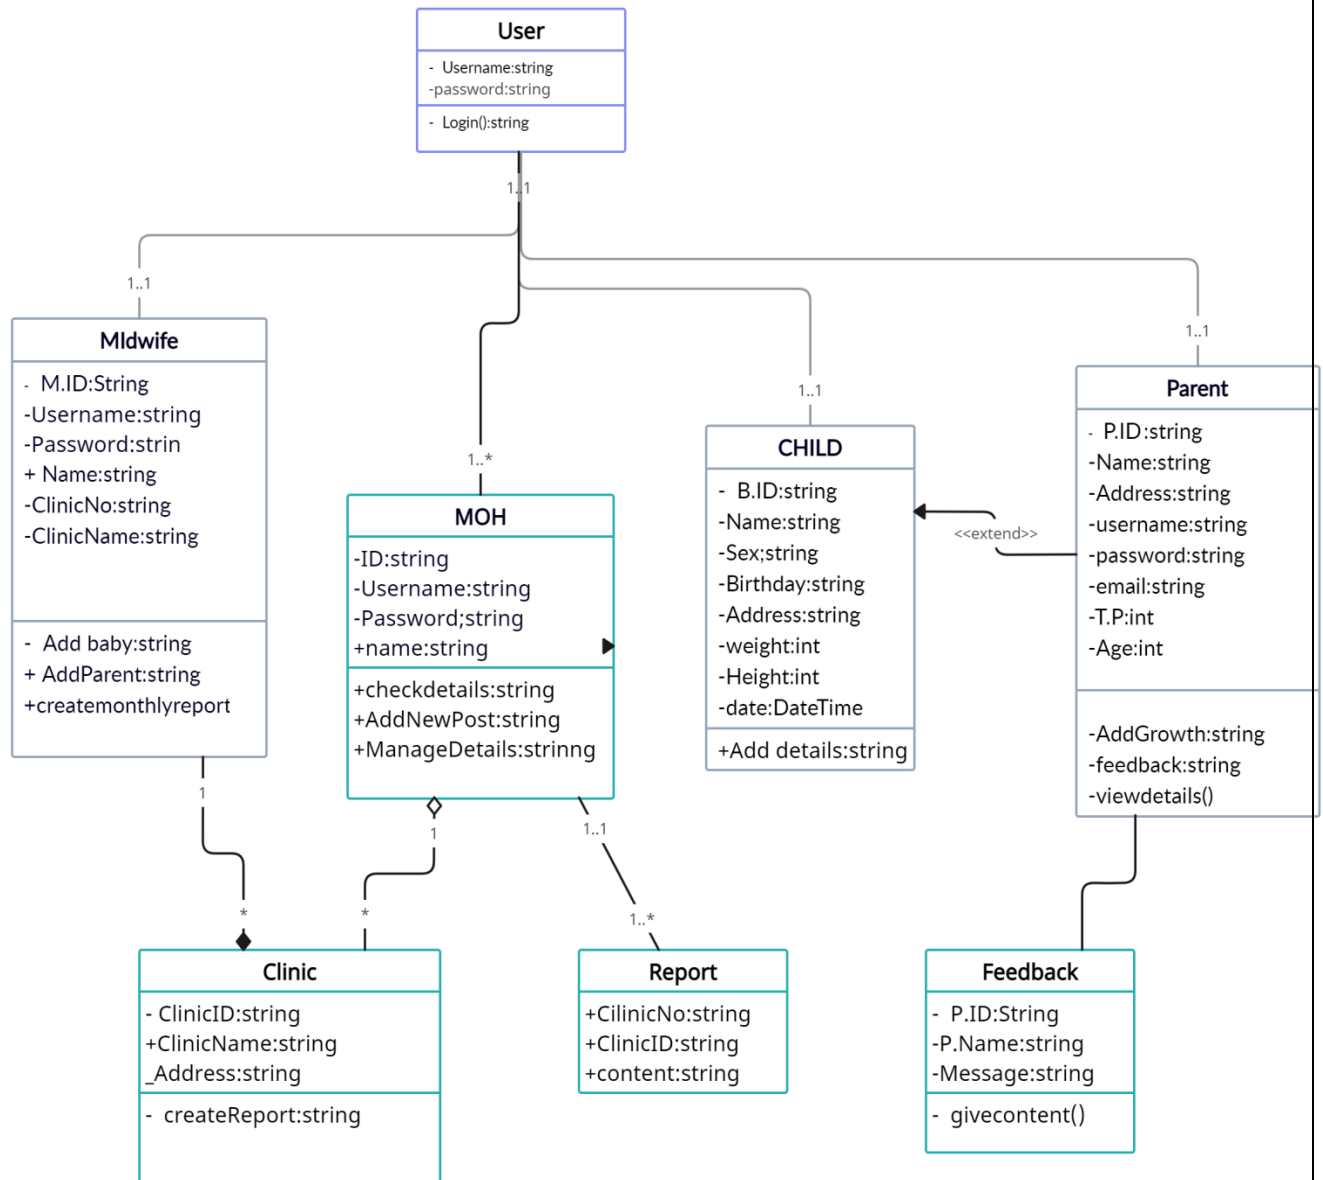 User
- Username:string
-password:string
- Login():string
1..1
1..1
1..1
1..1
1..*
MIdwife
- M.ID:String
-Username:string
-Password:strin
+ Name:string
-ClinicNo:string
-ClinicName:string
- Add baby:string
+ AddParent:string
+createmonthlyreport
MOH
-ID:string
-Username:string
-Password;string
+name:string
+checkdetails:string
+AddNewPost:string
+ManageDetails:strinng
CHILD
- B.ID:string
-Name:string
-Sex;string
-Birthday:string
-Address:string
-weight:int
-Height:int
-date:DateTime
+Add details:string
<<extend>>
Parent
- P.ID:string
-Name:string
-Address:string
-username:string
-password:string
-email:string
-T.P:int
-Age:int
-AddGrowth:string
-feedback:string
-viewdetails()
1
*
1
*
1..1
1..*
Clinic
- ClinicID:string
+ClinicName:string
_Address:string
- createReport:string
Report
+CilinicNo:string
+ClinicID:string
+content:string
Feedback
- P.ID:String
-P.Name:string
-Message:string
- givecontent()